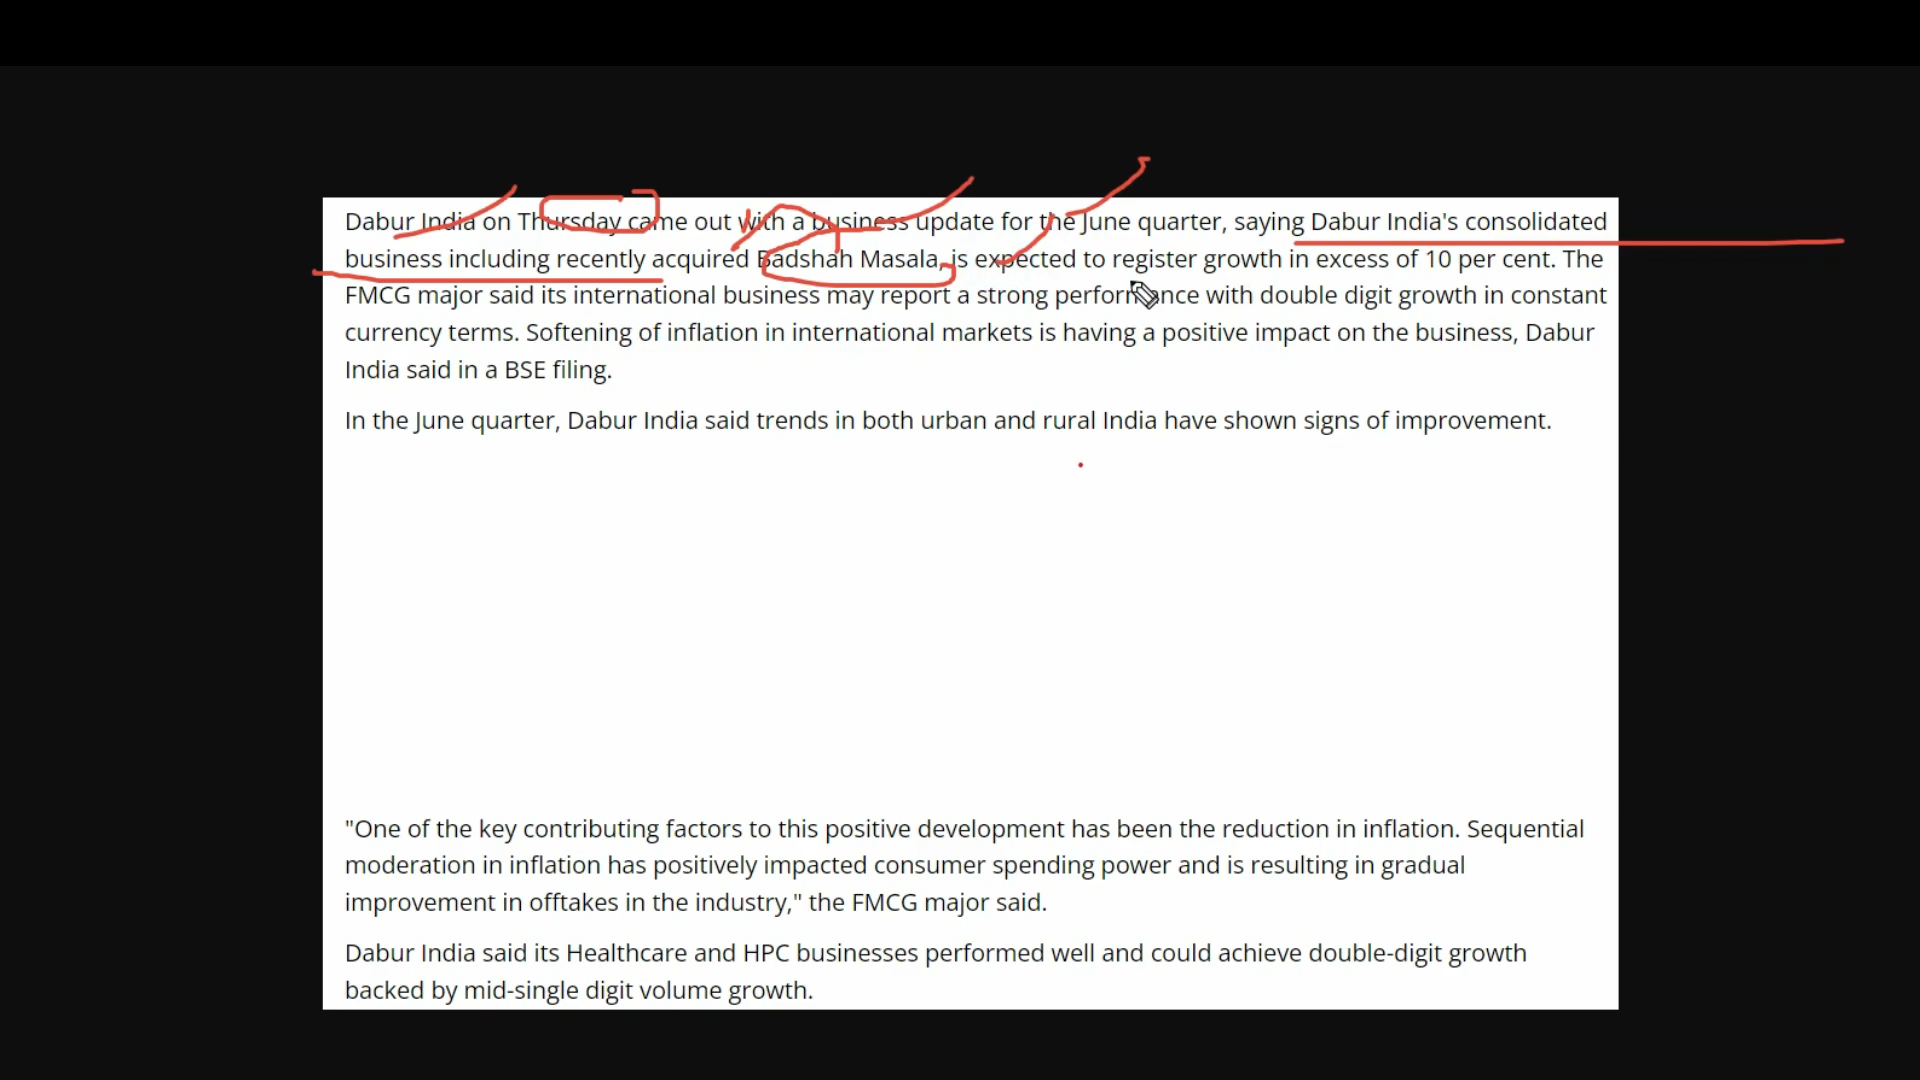 Dabur India on Thursday came out with a business update for the June quarter, saying Dabur India's consolidated
business including recently acquired Badshah Masala, is expected to register growth in excess of 10 per cent. The
FMCG major said its international business may report a strong performance with double digit growth in constant
currency terms. Softening of inflation in international markets is having a positive impact on the business, Dabur
India said in a BSE filing.
In the June quarter, Dabur India said trends in both urban and rural India have shown signs of improvement.
"One of the key contributing factors to this positive development has been the reduction in inflation. Sequential
moderation in inflation has positively impacted consumer spending power and is resulting in gradual
improvement in offtakes in the industry," the FMCG major said.
Dabur India said its Healthcare and HPC businesses performed well and could achieve double-digit growth
backed by mid-single digit volume growth.